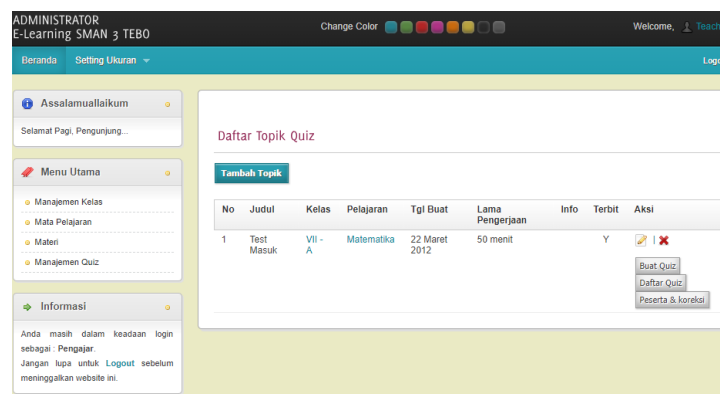 ADMINISTRATOR
E-Learning SMAN 3 TEBO
Change Color
Welcome, Teach
Beranda Setting Ukuran
Logo
Assalamuallaikum
Selamat Pagi, Pengunjung...
Menu Utama
Manajemen Kelas
Mata Pelajaran
Materi
Manajemen Quiz
Informasi
Anda masih dalam keadaan login
sebagai : Pengajar.
Jangan lupa untuk Logout sebelum
meninggalkan website ini.
Daftar Topik Quiz
Tambah Topik
No Judul Kelas Pelajaran Tgl Buat Lama Pengerjaan Info Terbit Aksi
1 Test Masuk VII - A Matematika 22 Maret 2012 50 menit Y |
Buat Quiz
Daftar Quiz
Peserta & koreksi